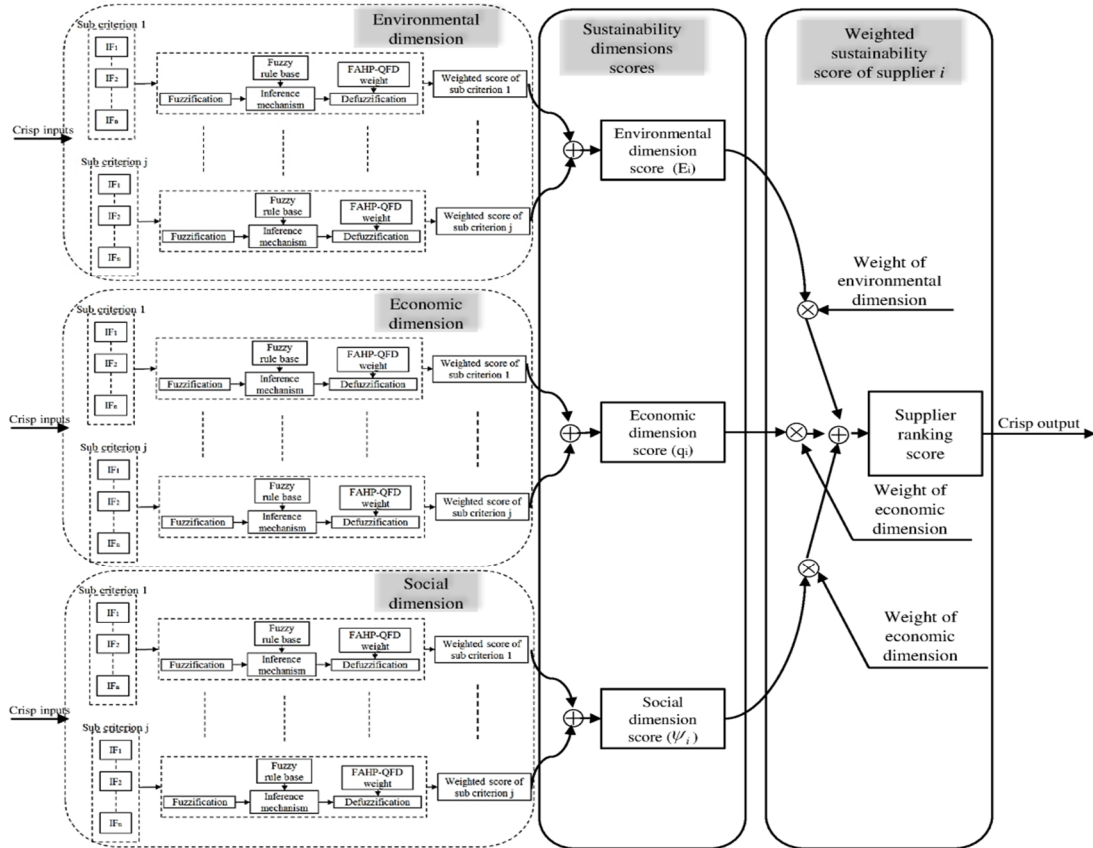 Sub criterion 1
IF1
IF2
IFn
Environmental
dimension
Fuzzy
rule base
FAHP-QFD
weight
Fuzzification
Inference
mechanism
Defuzzification
Weighted score of
sub criterion 1
Crisp inputs
Sub criterion j
IF1
IF2
IFn
Fuzzy
rule base
FAHP-QFD
weight
Fuzzification
Inference
mechanism
Defuzzification
Weighted score of
sub criterion j
Sub criterion 1
IF1
IF2
IFn
Economic
dimension
Fuzzy
rule base
FAHP-QFD
weight
Fuzzification
Inference
mechanism
Defuzzification
Weighted score of
sub criterion 1
Crisp inputs
Sub criterion j
IF1
IF2
IFn
Fuzzy
rule base
FAHP-QFD
weight
Fuzzification
Inference
mechanism
Defuzzification
Weighted score of
sub criterion j
Sub criterion 1
IF1
IF2
IFn
Social
dimension
Fuzzy
rule base
FAHP-QFD
weight
Fuzzification
Inference
mechanism
Defuzzification
Weighted score of
sub criterion 1
Crisp inputs
Sub criterion j
IF1
IF2
IFn
Fuzzy
rule base
FAHP-QFD
weight
Fuzzification
Inference
mechanism
Defuzzification
Weighted score of
sub criterion j
Sustainability
dimensions
scores
Environmental
dimension
score (Ei)
Economic
dimension
score (qi)
Social
dimension
score (ψi)
Weighted
sustainability
score of supplier i
Weight of
environmental
dimension
Supplier
ranking
score
Crisp output
Weight of
economic
dimension
Weight of
economic
dimension